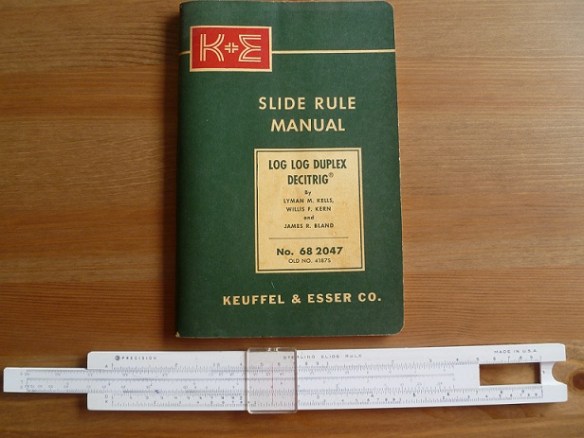 K+E
SLIDE RULE
MANUAL
LOG LOG DUPLEX
DECITRIG®
By
LYMAN M. KELLS,
WILLIS F. KERN
and
JAMES R. BLAND
No. 68 2047
OLD NO. 4187S
KEUFFEL & ESSER CO.
PRECISION
STERLING SLIDE RULE
MADE IN U.S.A.